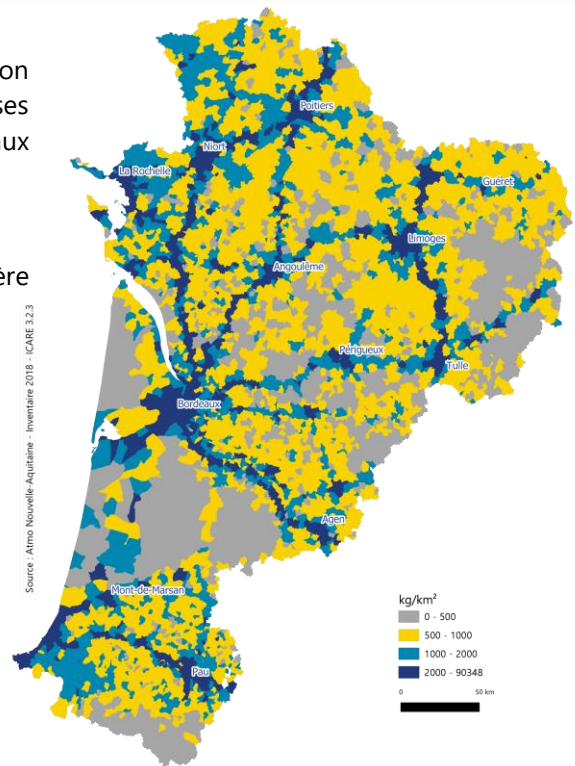 on
ses
aux
ère
Source : Atmo Nouvelle-Aquitaine - Inventaire 2018 - ICARE 3.2.3
Poitiers
Niort
La Rochelle
Guéret
Limoges
Angoulême
Périgueux
Tulle
Bordeaux
Agen
Mont-de-Marsan
Pau
kg/km²
0 - 500
500 - 1000
1000 - 2000
2000 - 90348
0 50 km